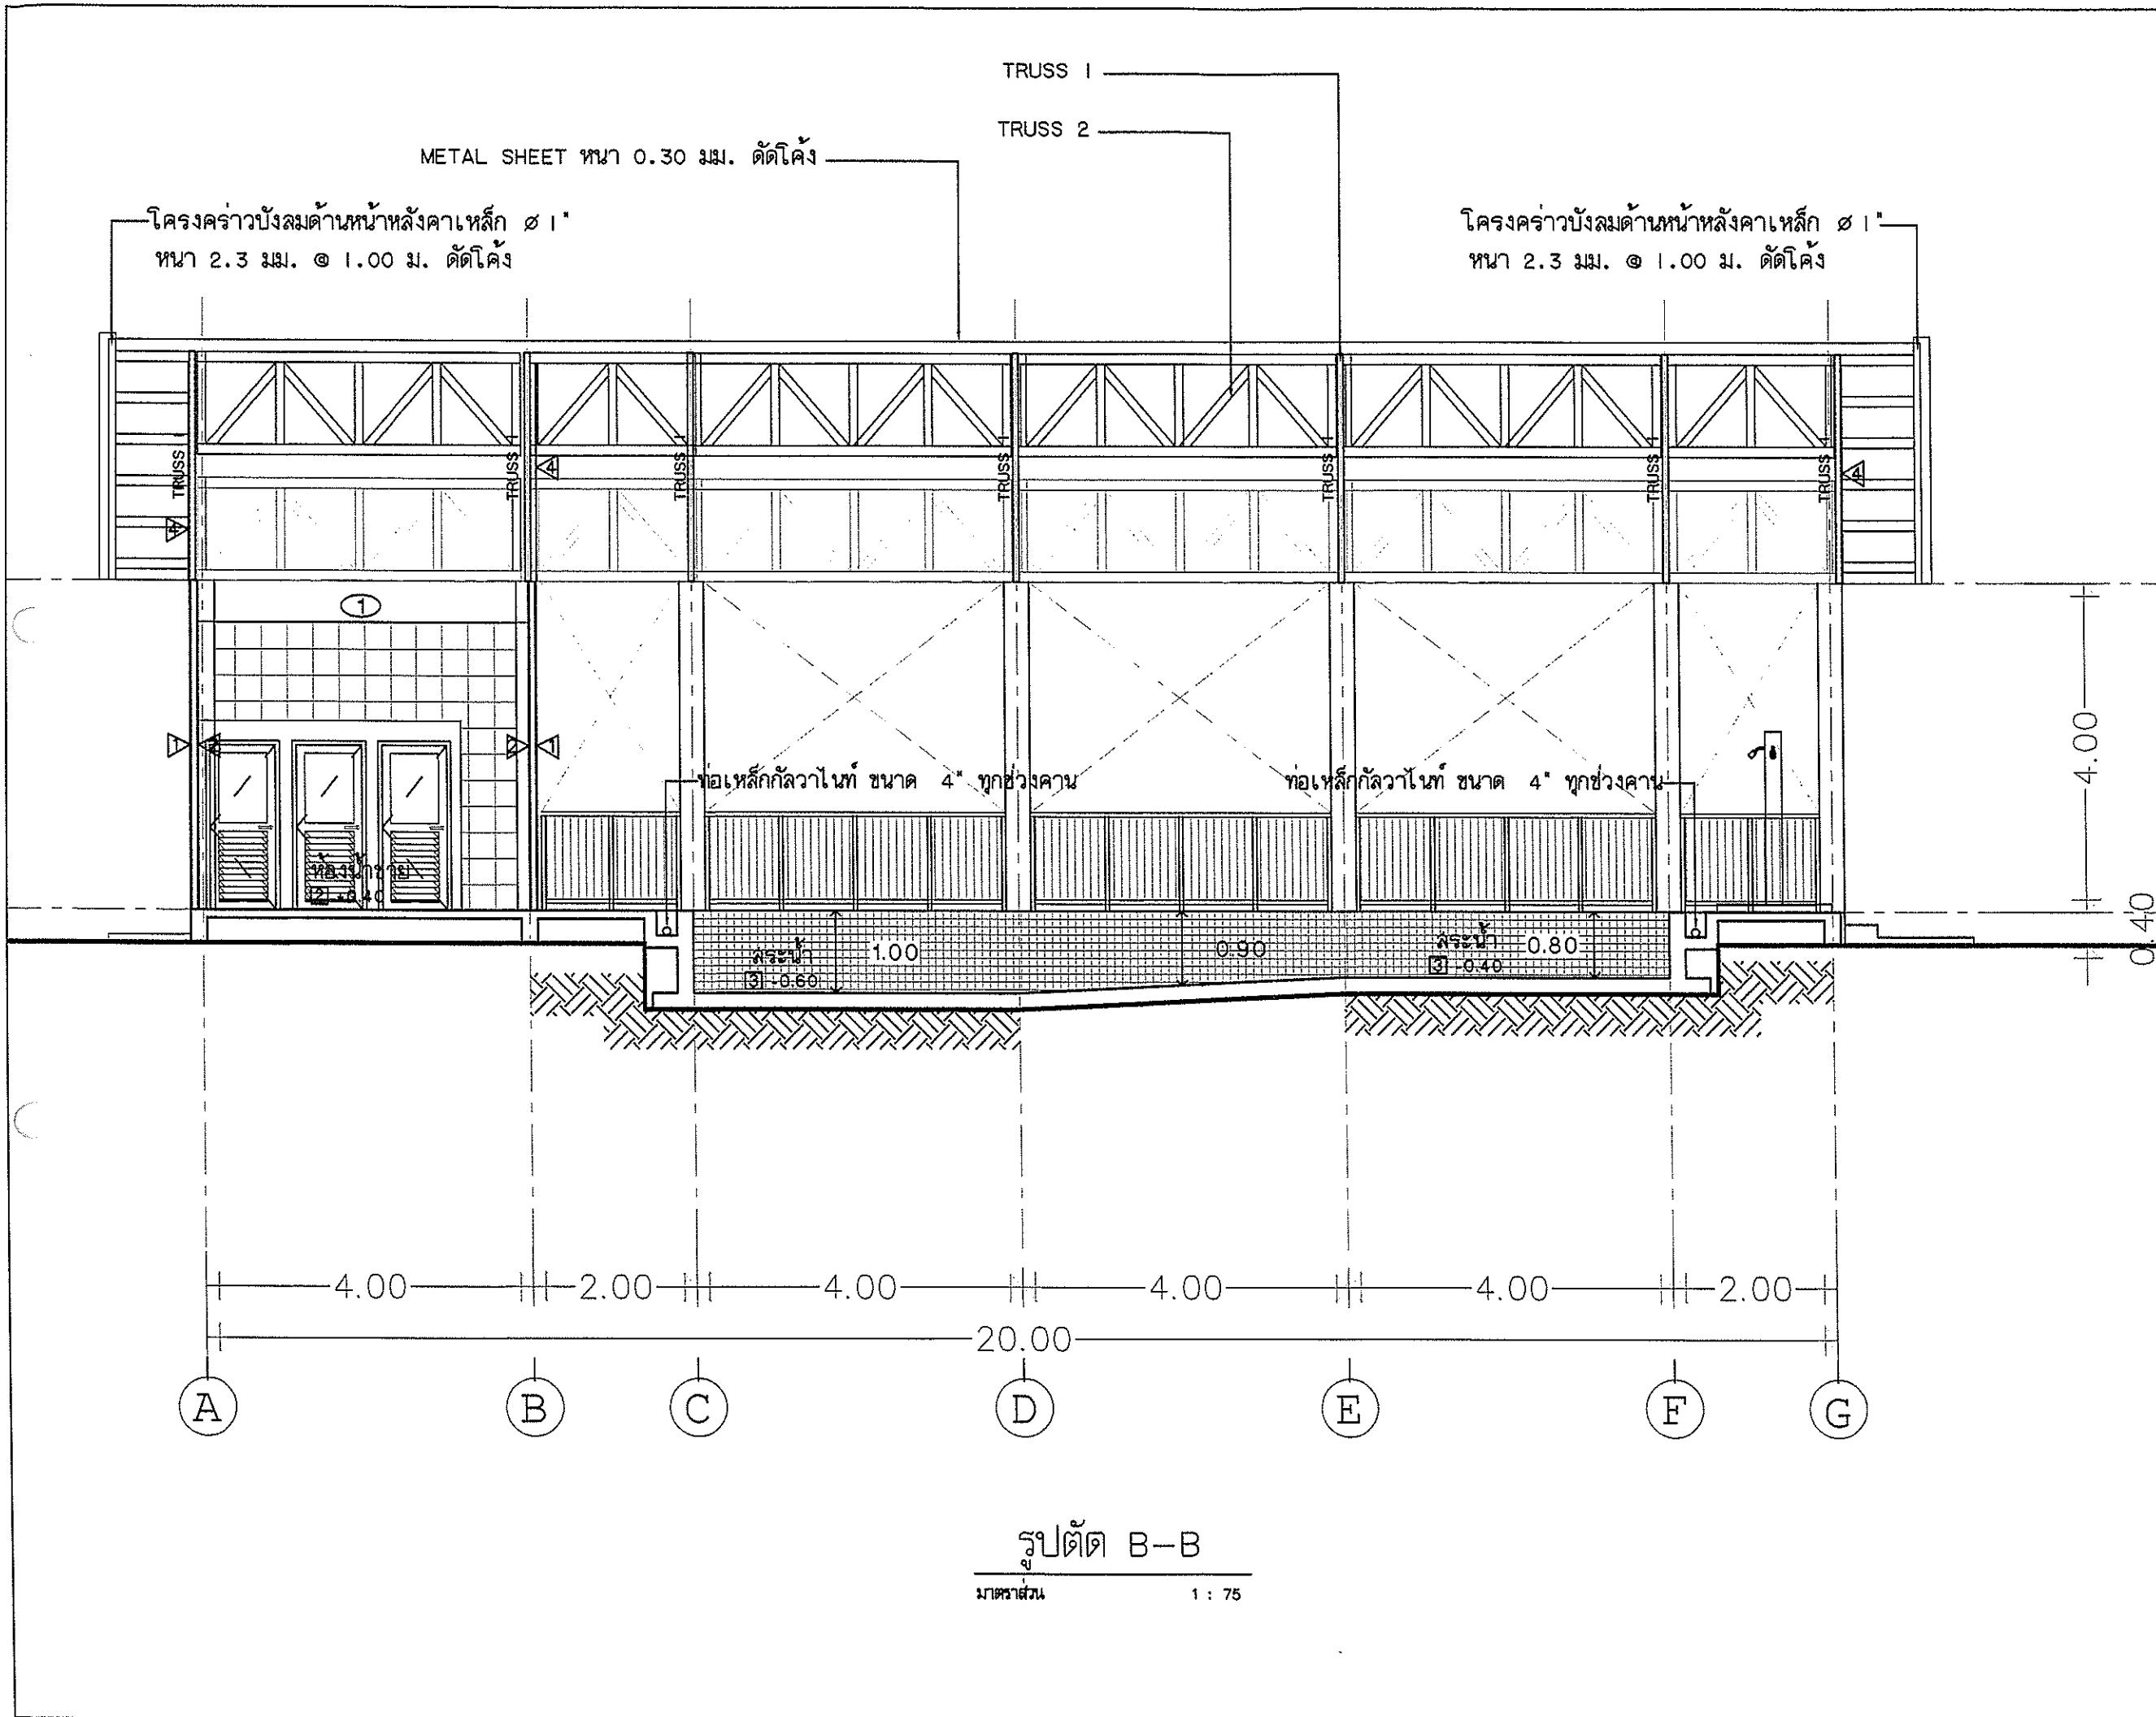 TRUSS 1
TRUSS 2
METAL SHEET หนา 0.30 มม. ดัดโค้ง
โครงคร่าวบังลมด้านหน้าหลังคาเหล็ก ø 1"
หนา 2.3 มม. @ 1.00 ม. ดัดโค้ง
โครงคร่าวบังลมด้านหน้าหลังคาเหล็ก ø 1"
หนา 2.3 มม. @ 1.00 ม. ดัดโค้ง
TRUSS 1
TRUSS 1
TRUSS 1
TRUSS 1
TRUSS 1
TRUSS 1
TRUSS 1
4
4
4
1
1
2
2
1
4.00
ท่อเหล็กกัลวาไนท์ ขนาด 4" ทุกช่วงคาน
ท่อเหล็กกัลวาไนท์ ขนาด 4" ทุกช่วงคาน
ห้องน้ำชาย
2 +0.40
0.40
สระน้ำ
3 -0.60
1.00
0.90
สระน้ำ
3 -0.40
0.80
4.00 2.00 4.00 4.00 4.00 2.00
20.00
A B C D E F G
รูปตัด B-B
มาตราส่วน 1 : 75